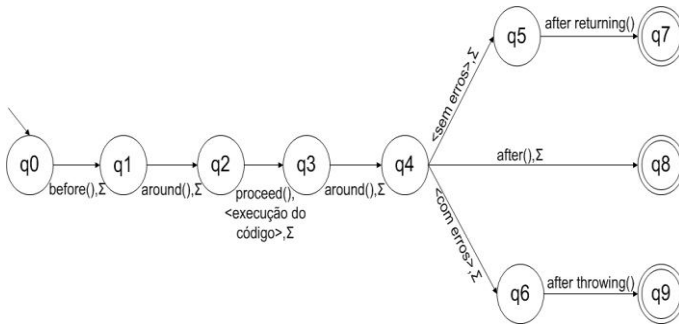 q5
after returning()
q7
<sem erros>,Σ
q0
before(),Σ
q1
around(),Σ
q2
proceed(),
<execução do
código>,Σ
q3
around(),Σ
q4
after(),Σ
q8
<com erros>,Σ
q6
after throwing()
q9